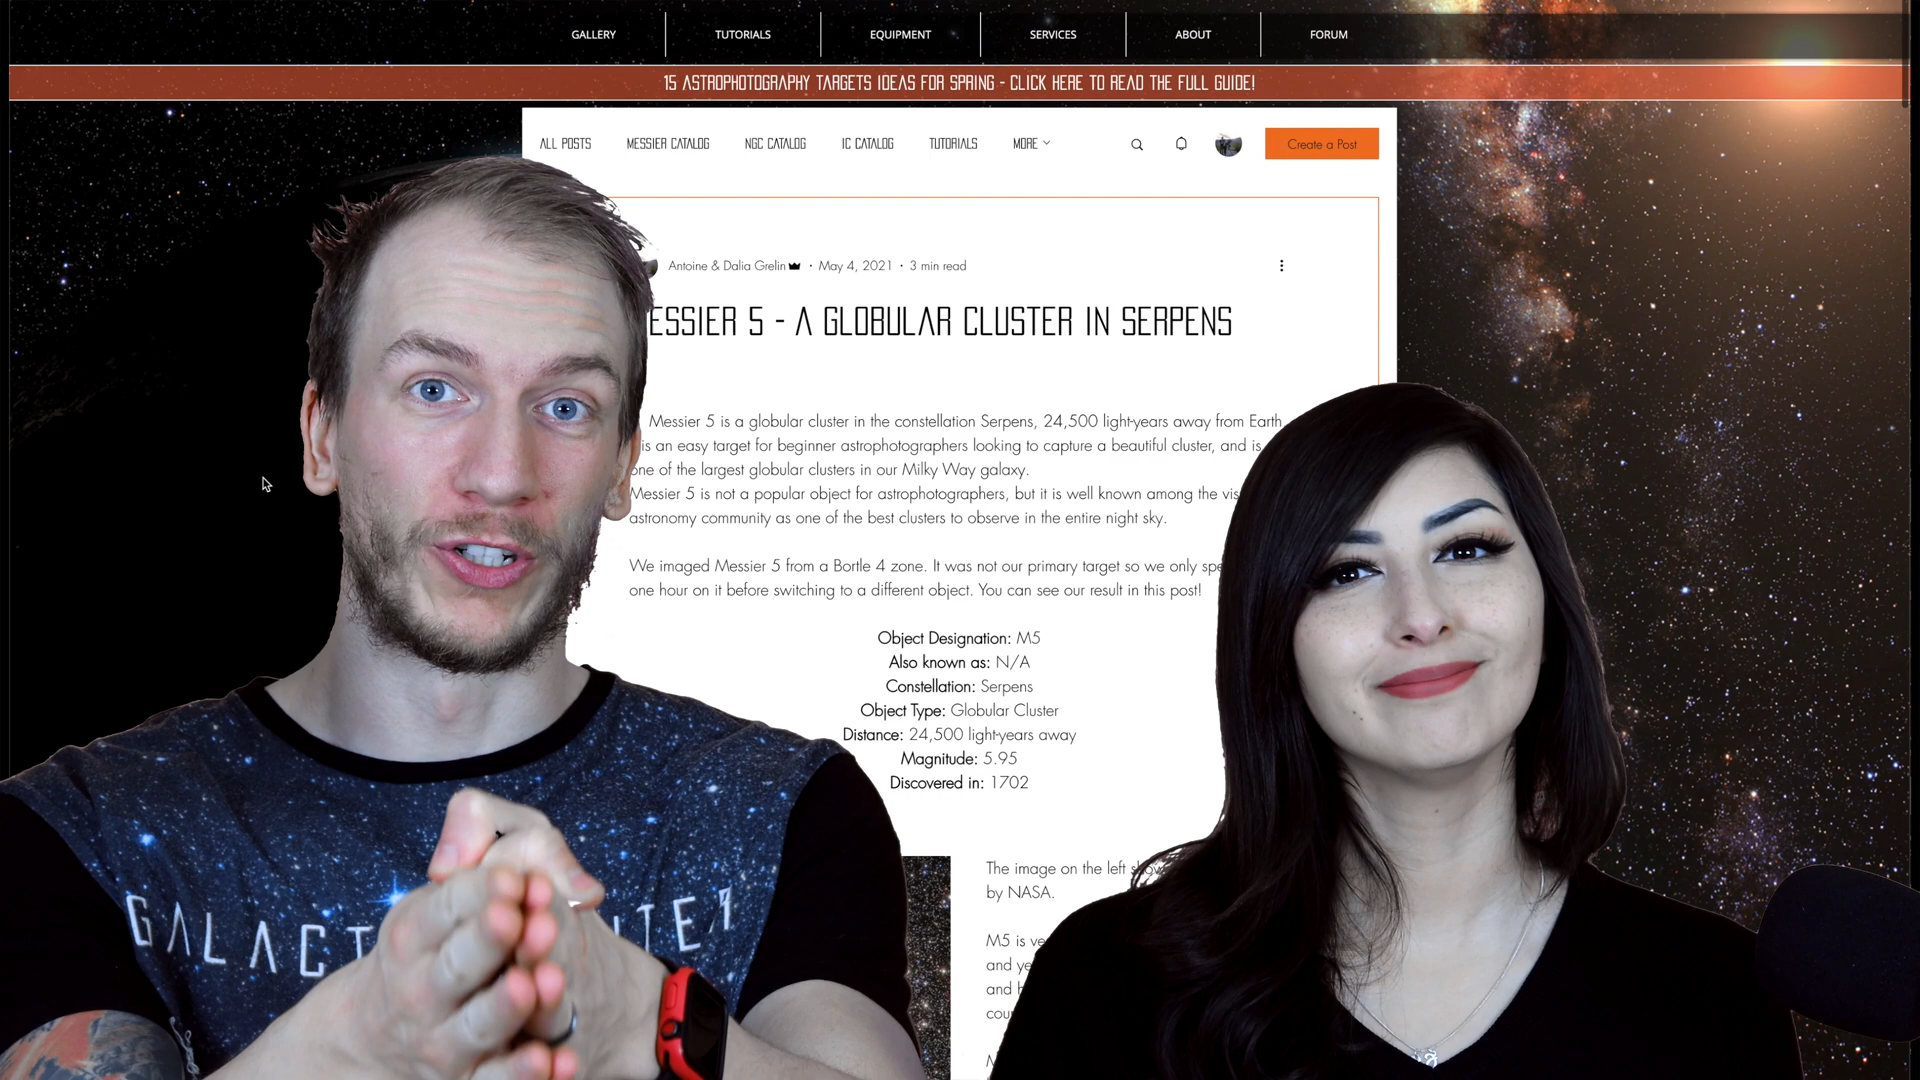 GALLERY TUTORIALS EQUIPMENT SERVICES ABOUT FORUM
15 ASTROPHOTOGRAPHY TARGETS IDEAS FOR SPRING - CLICK HERE TO READ THE FULL GUIDE!
ALL POSTS MESSIER CATALOG NGC CATALOG IC CATALOG TUTORIALS MORE Create a Post
Antoine & Dalia Grelin · May 4, 2021 · 3 min read
ESSIER 5 - A GLOBULAR CLUSTER IN SERPENS
Messier 5 is a globular cluster in the constellation Serpens, 24,500 light-years away from Earth
is an easy target for beginner astrophotographers looking to capture a beautiful cluster, and is
one of the largest globular clusters in our Milky Way galaxy.
Messier 5 is not a popular object for astrophotographers, but it is well known among the vis
astronomy community as one of the best clusters to observe in the entire night sky.
We imaged Messier 5 from a Bortle 4 zone. It was not our primary target so we only spe
one hour on it before switching to a different object. You can see our result in this post!
Object Designation: M5
Also known as: N/A
Constellation: Serpens
Object Type: Globular Cluster
Distance: 24,500 light-years away
Magnitude: 5.95
Discovered in: 1702
The image on the left show
by NASA.
M5 is ve
and ye
and h
cou
M
GALACT